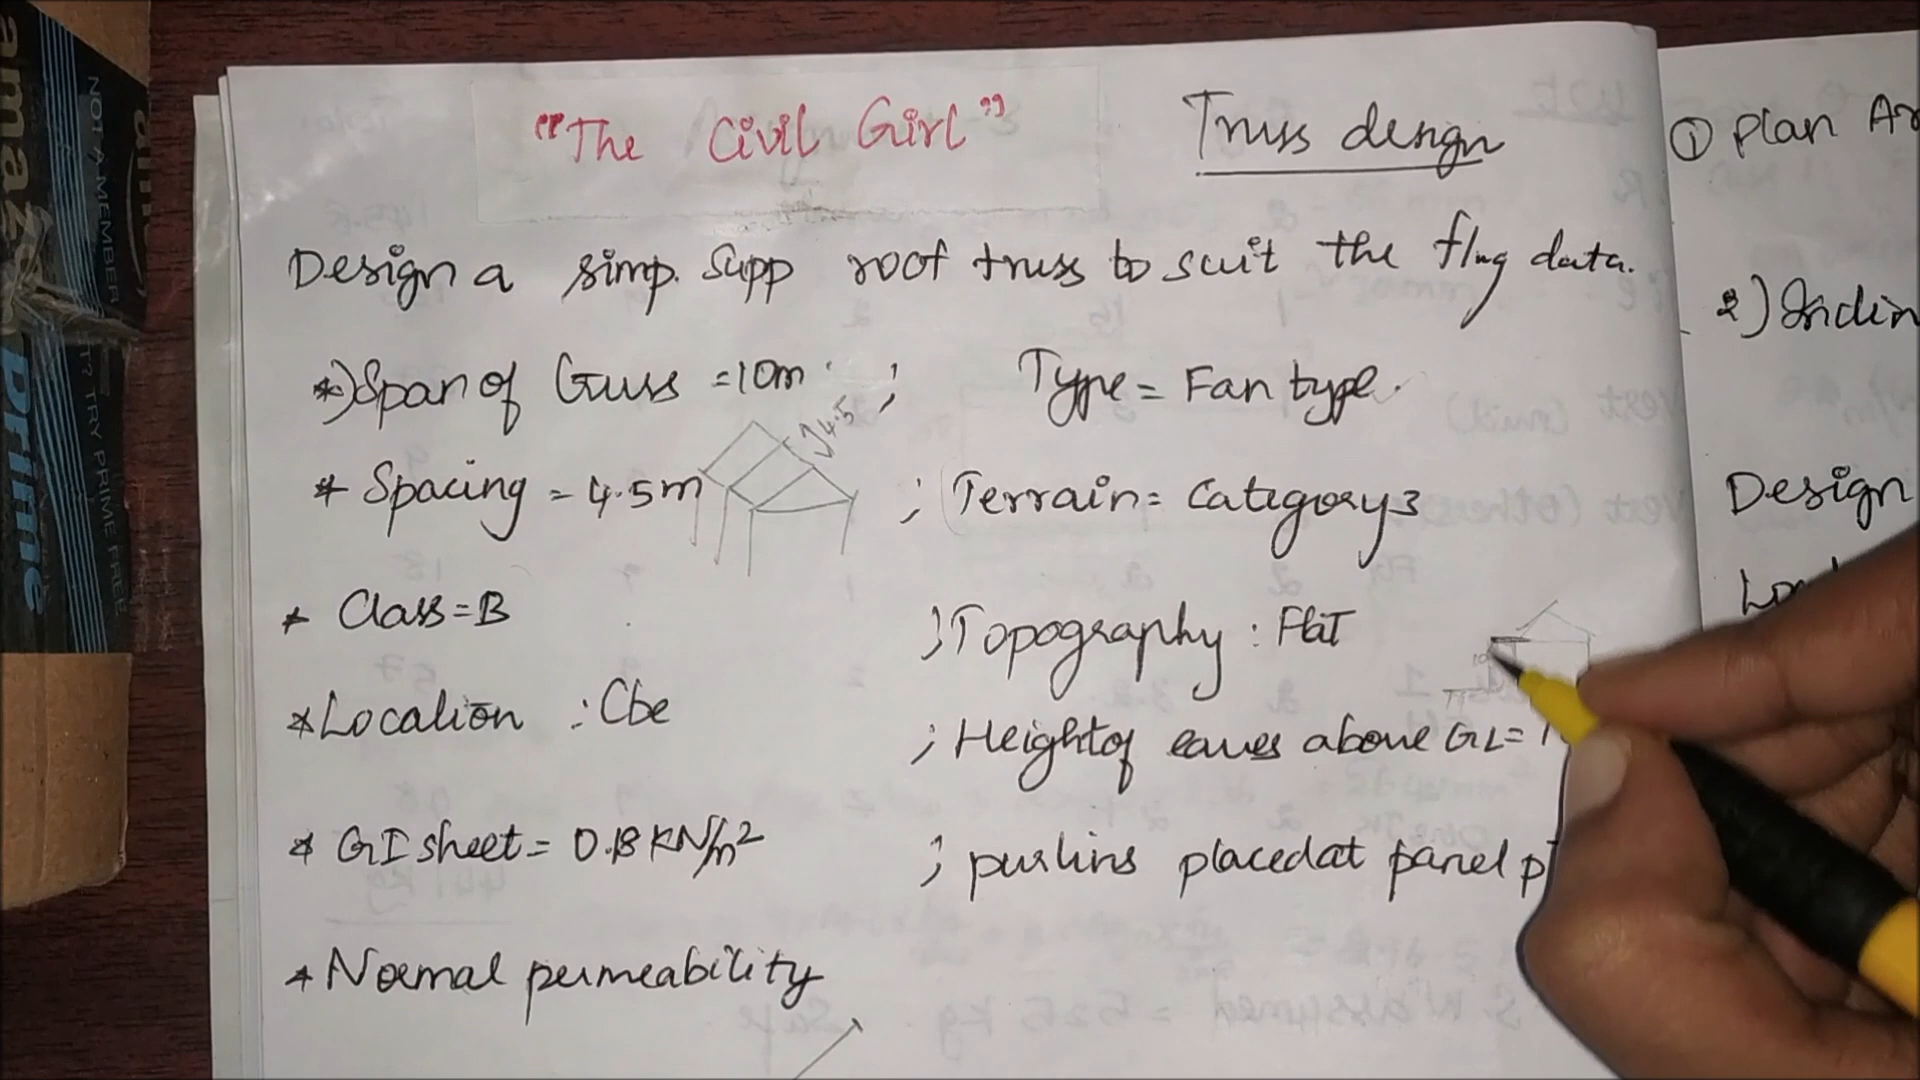 "The Civil Girl"
Truss design
Design a simp. Supp roof truss to suit the flwg data.
*) Span of Truss = 10m ; Type = Fan type.
4.5
* Spacing = 4.5m ; Terrain = Category 3
* Class = B ; Topography : Flat
* Location : Cbe ; Height of eaves above GL =
* GI sheet = 0.18 KN/m2 ; purlins placed at panel
* Normal permeability
① Plan
2)
Design
amazon
prime
NOT A MEMBER
TRY PRIME FREE